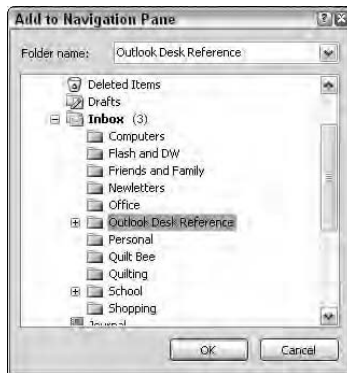 Add to Navigation Pane
Folder name:
Outlook Desk Reference
Deleted Items
Drafts
Inbox (3)
Computers
Flash and DW
Friends and Family
Newletters
Office
Outlook Desk Reference
Personal
Quilt Bee
Quilting
School
Shopping
Journal
OK
Cancel